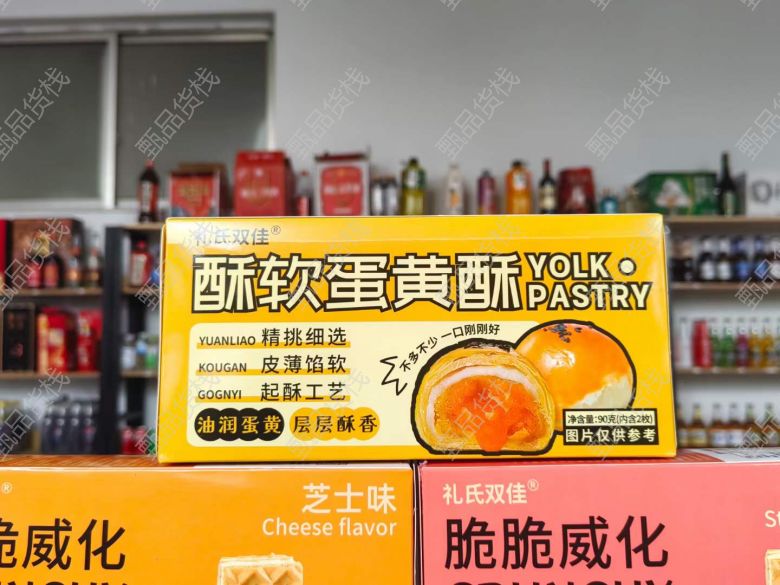 礼氏双佳®
酥软蛋黄酥
YOLK
PASTRY
YUANLIAO 精挑细选
KOUGAN 皮薄馅软
GOGNYI 起酥工艺
油润蛋黄 层层酥香
不多不少 一口刚刚好
净含量:90克(内含2枚)
图片仅供参考
芝士味
Cheese flavor
脆威化
礼氏双佳®
脆脆威化
甄品货栈